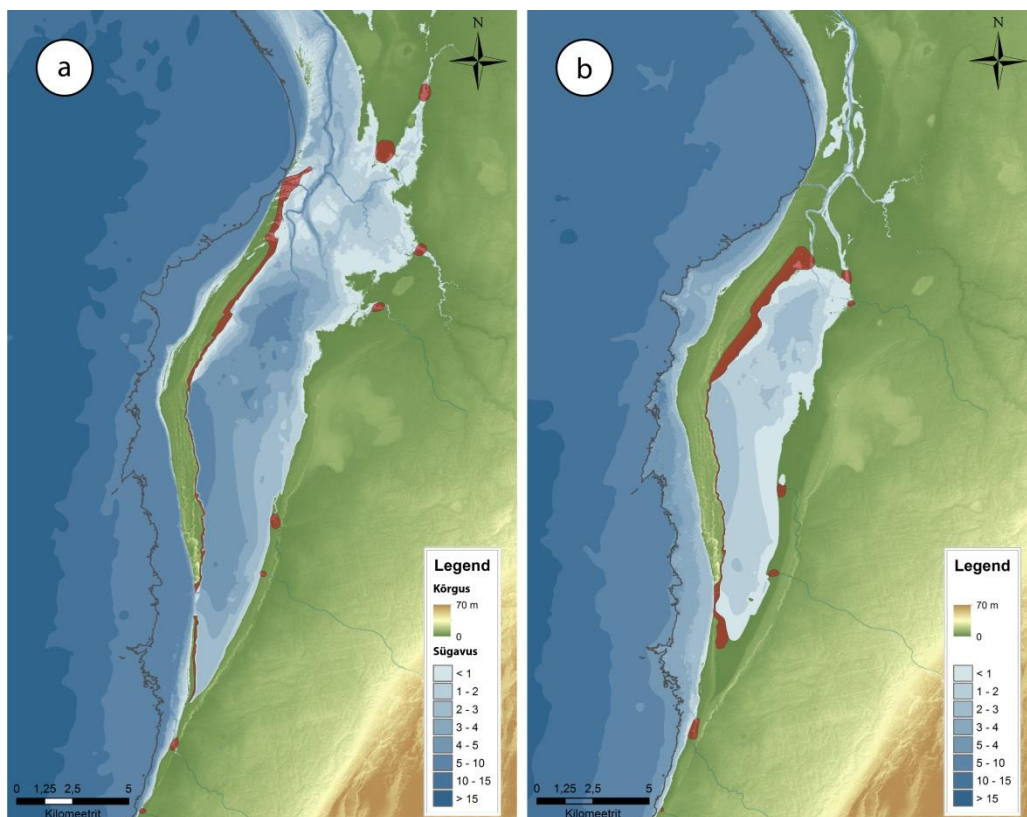 a
N
Legend
Kõrgus
70 m
0
Sügavus
< 1
1 - 2
2 - 3
3 - 4
4 - 5
5 - 10
10 - 15
> 15
0 1,25 2,5 5
Kilomeetrit
b
N
Legend
70 m
0
< 1
1 - 2
2 - 3
3 - 4
5 - 4
5 - 10
10 - 15
> 15
0 1,25 2,5 5
Kilomeetrit